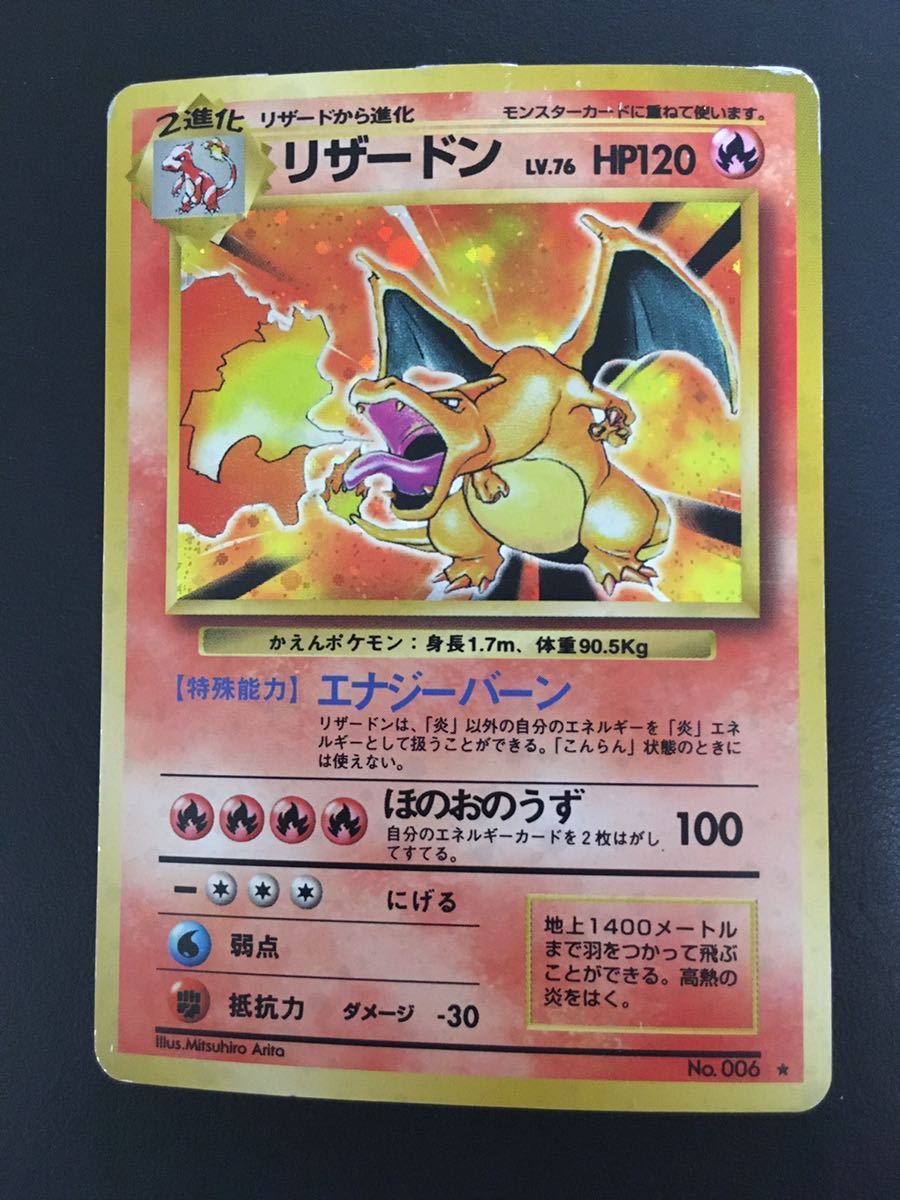 2進化
リザードから進化
モンスターカードに重ねて使います。
リザードン LV.76 HP120
かえんポケモン：身長1.7m、体重90.5Kg
【特殊能力】エナジーバーン
リザードンは、「炎」以外の自分のエネルギーを「炎」エネ
ルギーとして扱うことができる。「こんらん」状態のときに
は使えない。
ほのおのうず 100
自分のエネルギーカードを2枚はがし
てすてる。
にげる
弱点
抵抗力 ダメージ -30
地上1400メートル
まで羽をつかって飛ぶ
ことができる。高熱の
炎をはく。
Illus.Mitsuhiro Arita
No. 006 ★